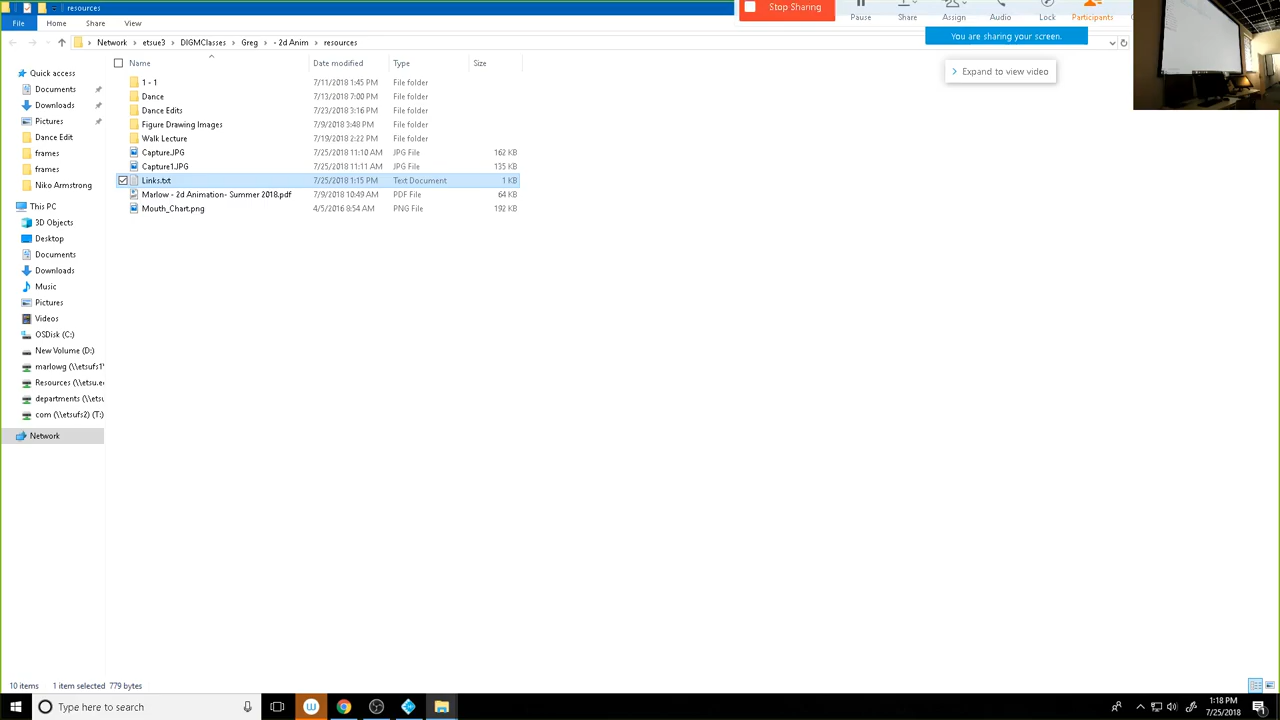 resources
Stop Sharing
Pause
Share
Assign
Audio
Lock
Participants
File
Home
Share
View
You are sharing your screen.
Network > etsue3 > DIGMClasses > Greg > - 2d Anim > resources
Expand to view video
Name
Date modified
Type
Size
1 - 1 7/11/2018 1:45 PM File folder
Dance 7/13/2018 7:00 PM File folder
Dance Edits 7/23/2018 3:16 PM File folder
Figure Drawing Images 7/9/2018 3:48 PM File folder
Walk Lecture 7/19/2018 2:22 PM File folder
Capture.JPG 7/25/2018 11:10 AM JPG File 162 KB
Capture1.JPG 7/25/2018 11:11 AM JPG File 135 KB
Links.txt 7/25/2018 1:15 PM Text Document 1 KB
Marlow - 2d Animation- Summer 2018.pdf 7/9/2018 10:49 AM PDF File 64 KB
Mouth_Chart.png 4/5/2016 8:54 AM PNG File 192 KB
Quick access
Documents
Downloads
Pictures
Dance Edit
frames
frames
Niko Armstrong
This PC
3D Objects
Desktop
Documents
Downloads
Music
Pictures
Videos
OSDisk (C:)
New Volume (D:)
marlowg (\\etsufs1\
Resources (\\etsu.e
departments (\\etsu
com (\\etsufs2) (T:)
Network
10 items 1 item selected 779 bytes
Type here to search
1:18 PM
7/25/2018
1